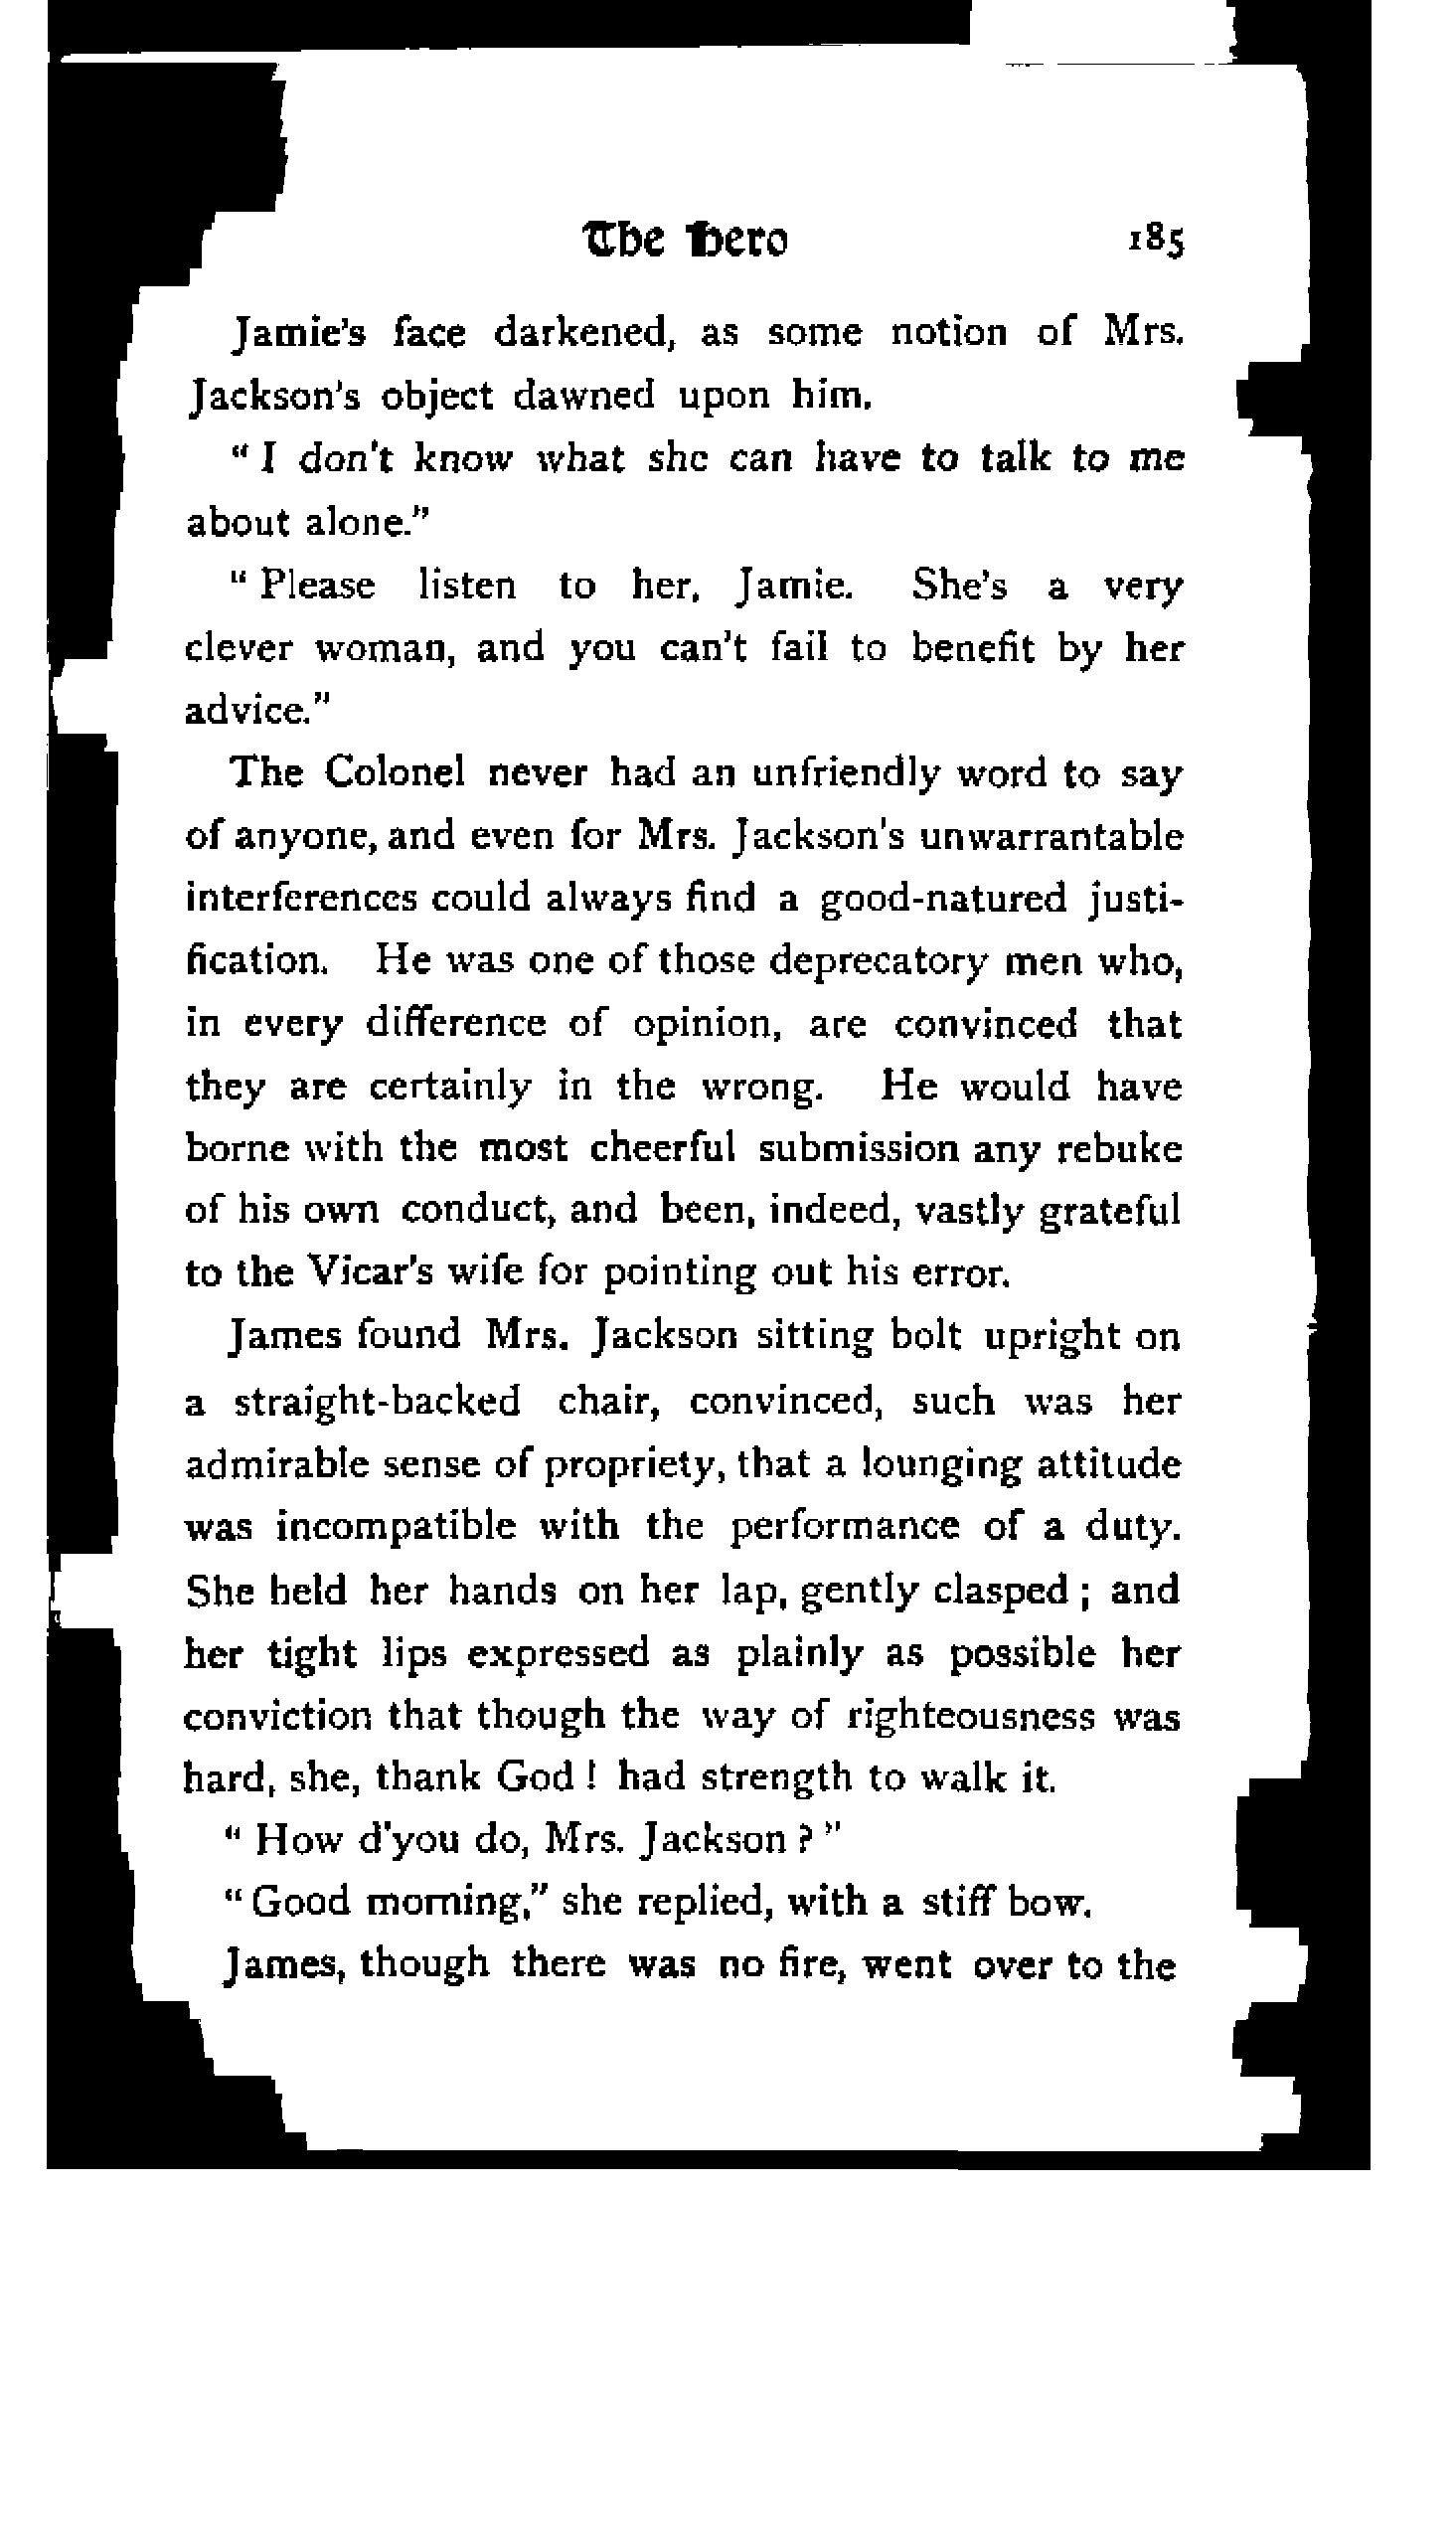 The Hero 185
Jamie's face darkened, as some notion of Mrs.
Jackson's object dawned upon him.
" I don't know what she can have to talk to me
about alone."
" Please listen to her, Jamie. She's a very
clever woman, and you can't fail to benefit by her
advice."
The Colonel never had an unfriendly word to say
of anyone, and even for Mrs. Jackson's unwarrantable
interferences could always find a good-natured justi-
fication. He was one of those deprecatory men who,
in every difference of opinion, are convinced that
they are certainly in the wrong. He would have
borne with the most cheerful submission any rebuke
of his own conduct, and been, indeed, vastly grateful
to the Vicar's wife for pointing out his error.
James found Mrs. Jackson sitting bolt upright on
a straight-backed chair, convinced, such was her
admirable sense of propriety, that a lounging attitude
was incompatible with the performance of a duty.
She held her hands on her lap, gently clasped ; and
her tight lips expressed as plainly as possible her
conviction that though the way of righteousness was
hard, she, thank God ! had strength to walk it.
" How d'you do, Mrs. Jackson ? "
" Good morning," she replied, with a stiff bow.
James, though there was no fire, went over to the